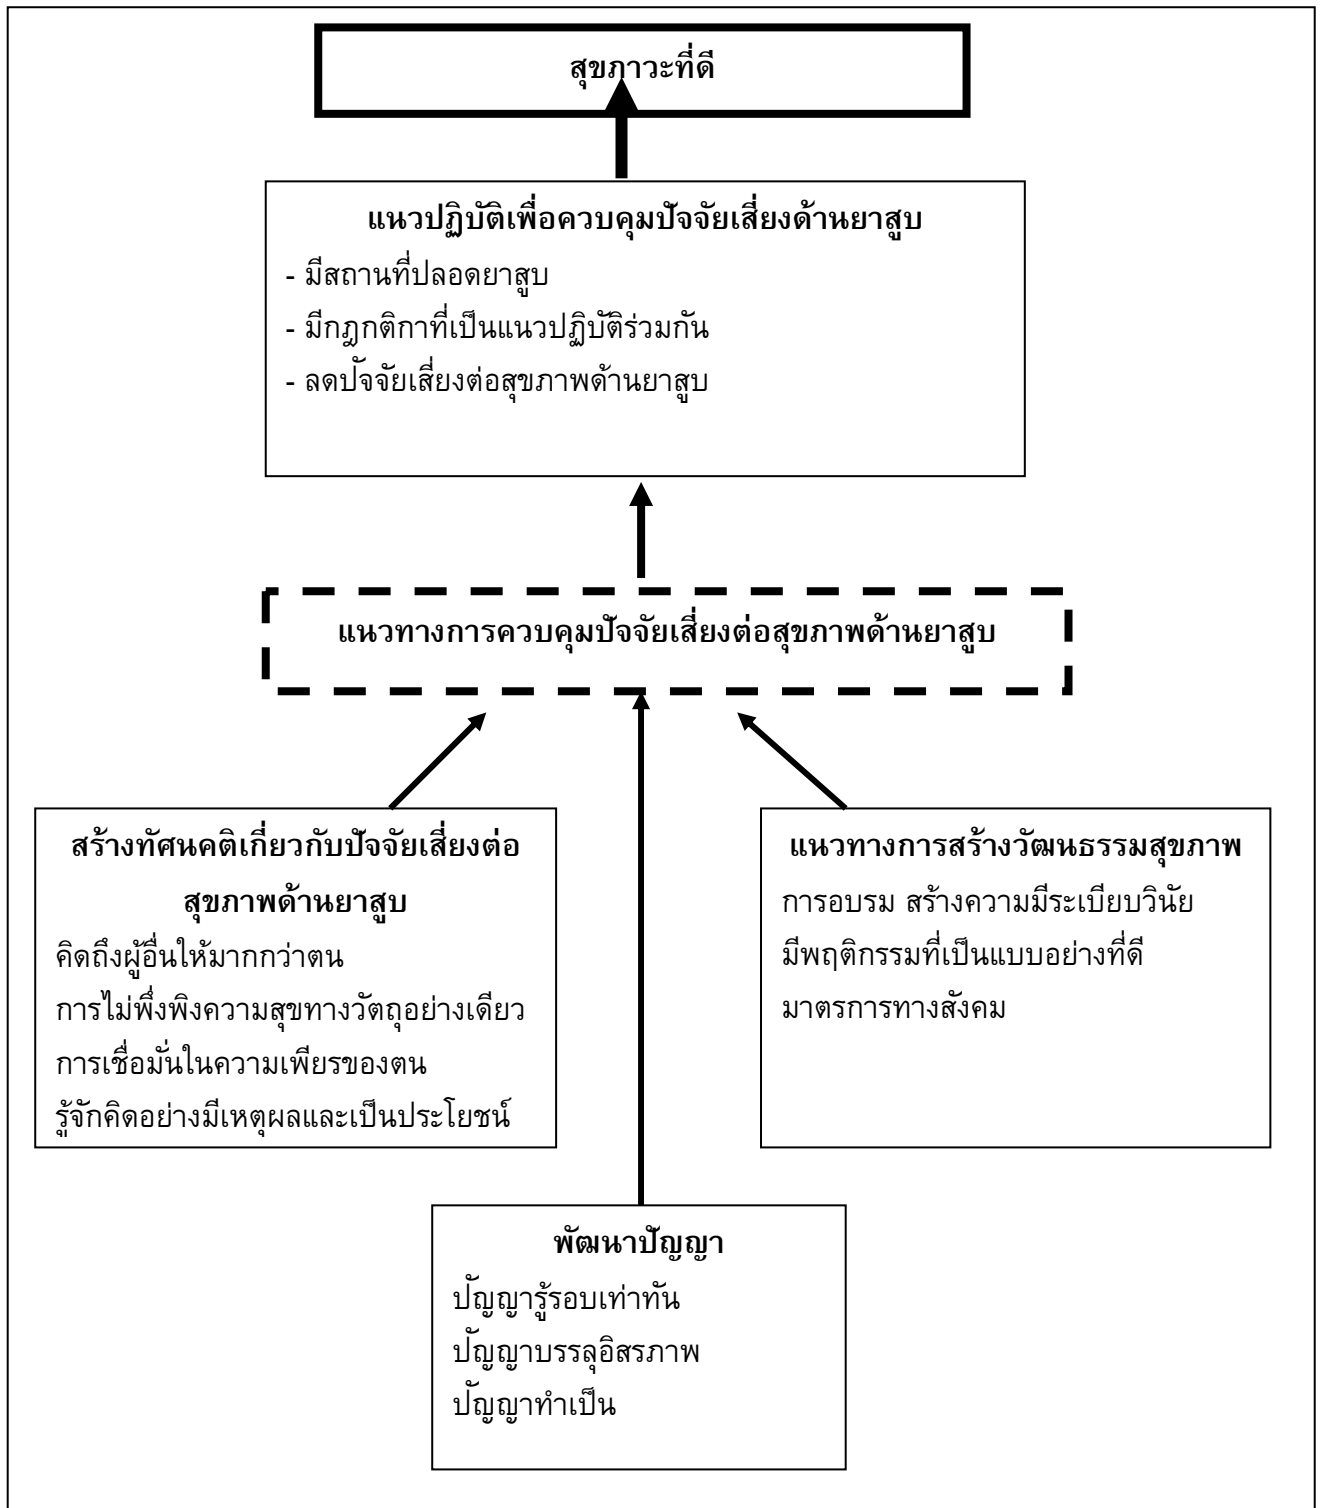 สุขภาวะที่ดี
แนวปฏิบัติเพื่อควบคุมปัจจัยเสี่ยงด้านยาสูบ
- มีสถานที่ปลอดยาสูบ
- มีกฎกติกาที่เป็นแนวปฏิบัติร่วมกัน
- ลดปัจจัยเสี่ยงต่อสุขภาพด้านยาสูบ
แนวทางการควบคุมปัจจัยเสี่ยงต่อสุขภาพด้านยาสูบ
สร้างทัศนคติเกี่ยวกับปัจจัยเสี่ยงต่อ
สุขภาพด้านยาสูบ
คิดถึงผู้อื่นให้มากกว่าตน
การไม่พึ่งพิงความสุขทางวัตถุอย่างเดียว
การเชื่อมั่นในความเพียรของตน
รู้จักคิดอย่างมีเหตุผลและเป็นประโยชน์
แนวทางการสร้างวัฒนธรรมสุขภาพ
การอบรม สร้างความมีระเบียบวินัย
มีพฤติกรรมที่เป็นแบบอย่างที่ดี
มาตรการทางสังคม
พัฒนาปัญญา
ปัญญารู้รอบเท่าทัน
ปัญญาบรรลุอิสรภาพ
ปัญญาทำเป็น